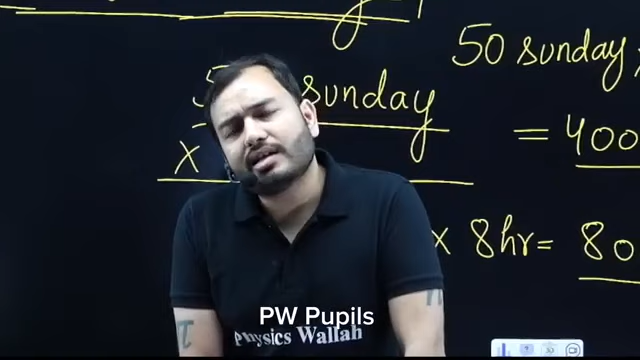 50 sunday
sunday
= 400
×
× 8hr = 80
PW Pupils
Physics Wallah
π π